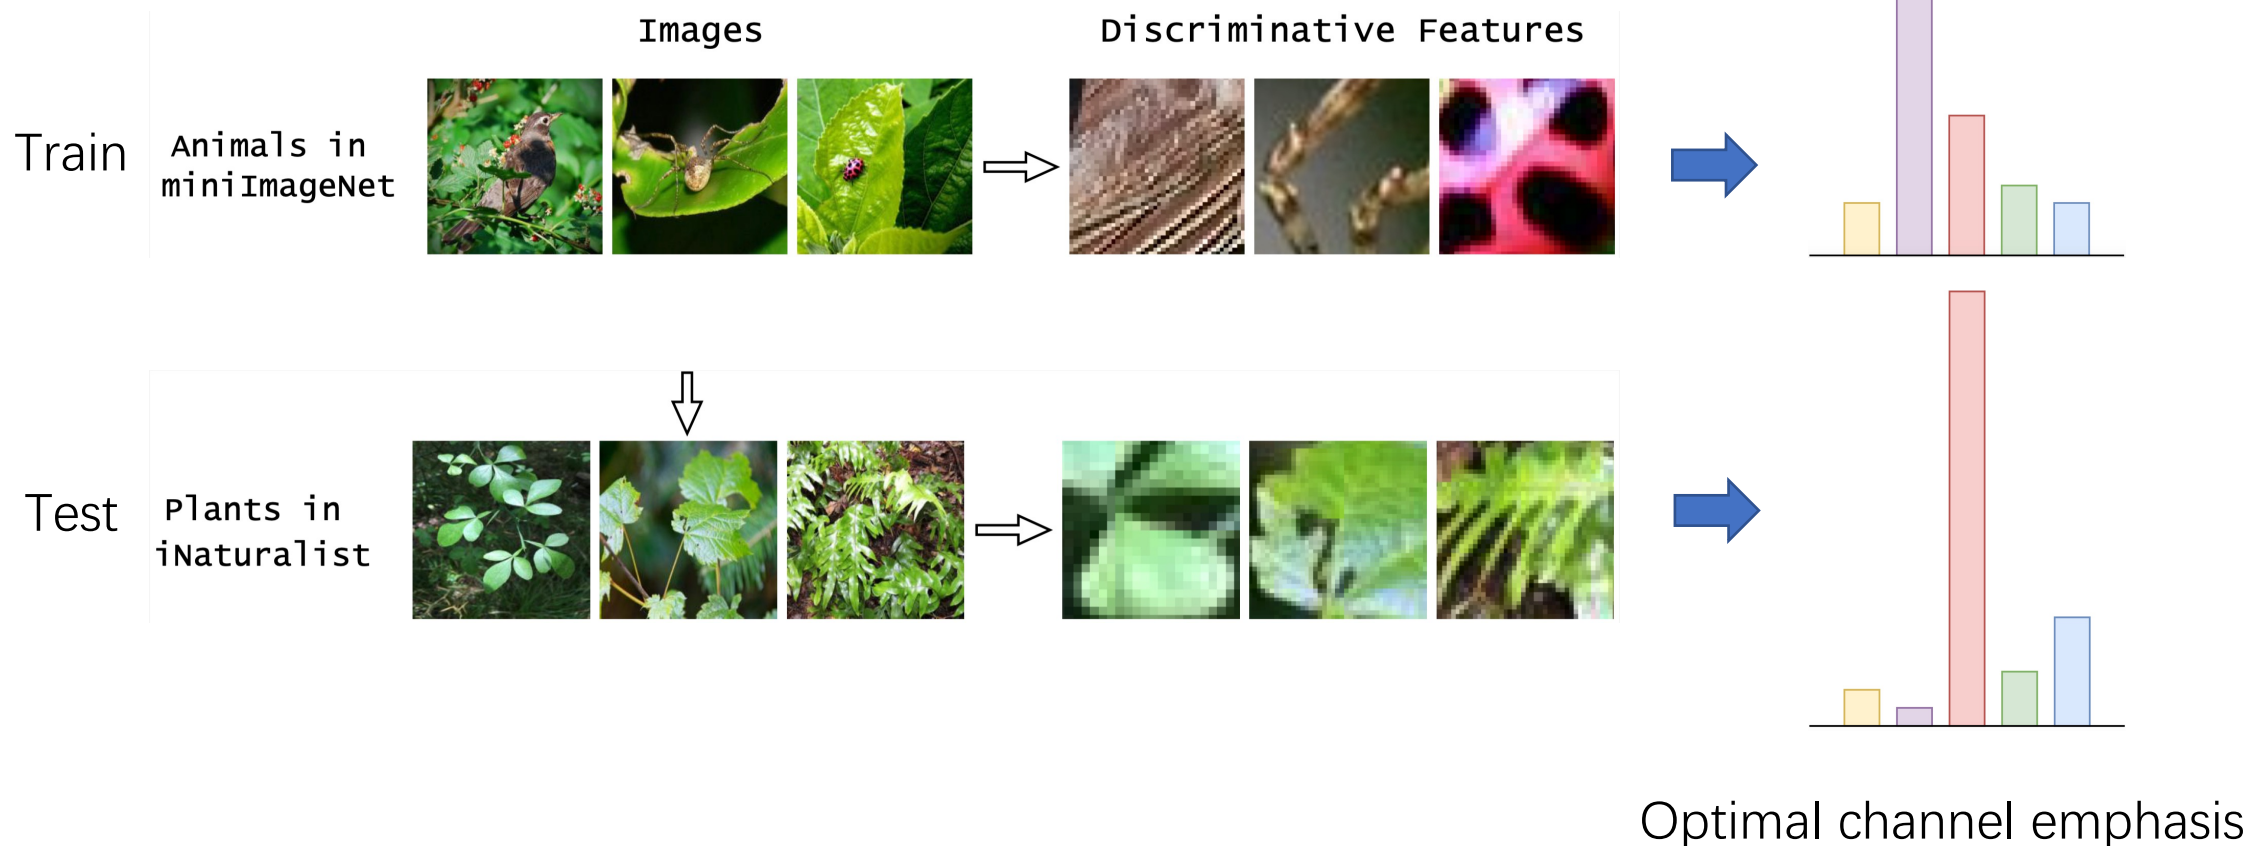 Images
Discriminative Features
Train
Animals in
miniImageNet
Test
Plants in
iNaturalist
Optimal channel emphasis